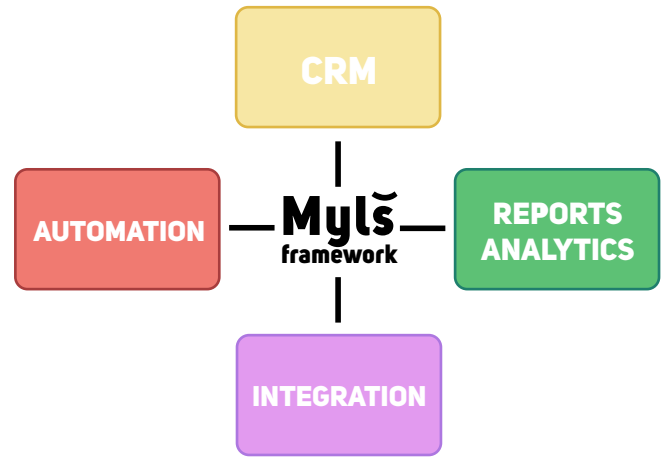 CRM
AUTOMATION
Myls
framework
REPORTS
ANALYTICS
INTEGRATION